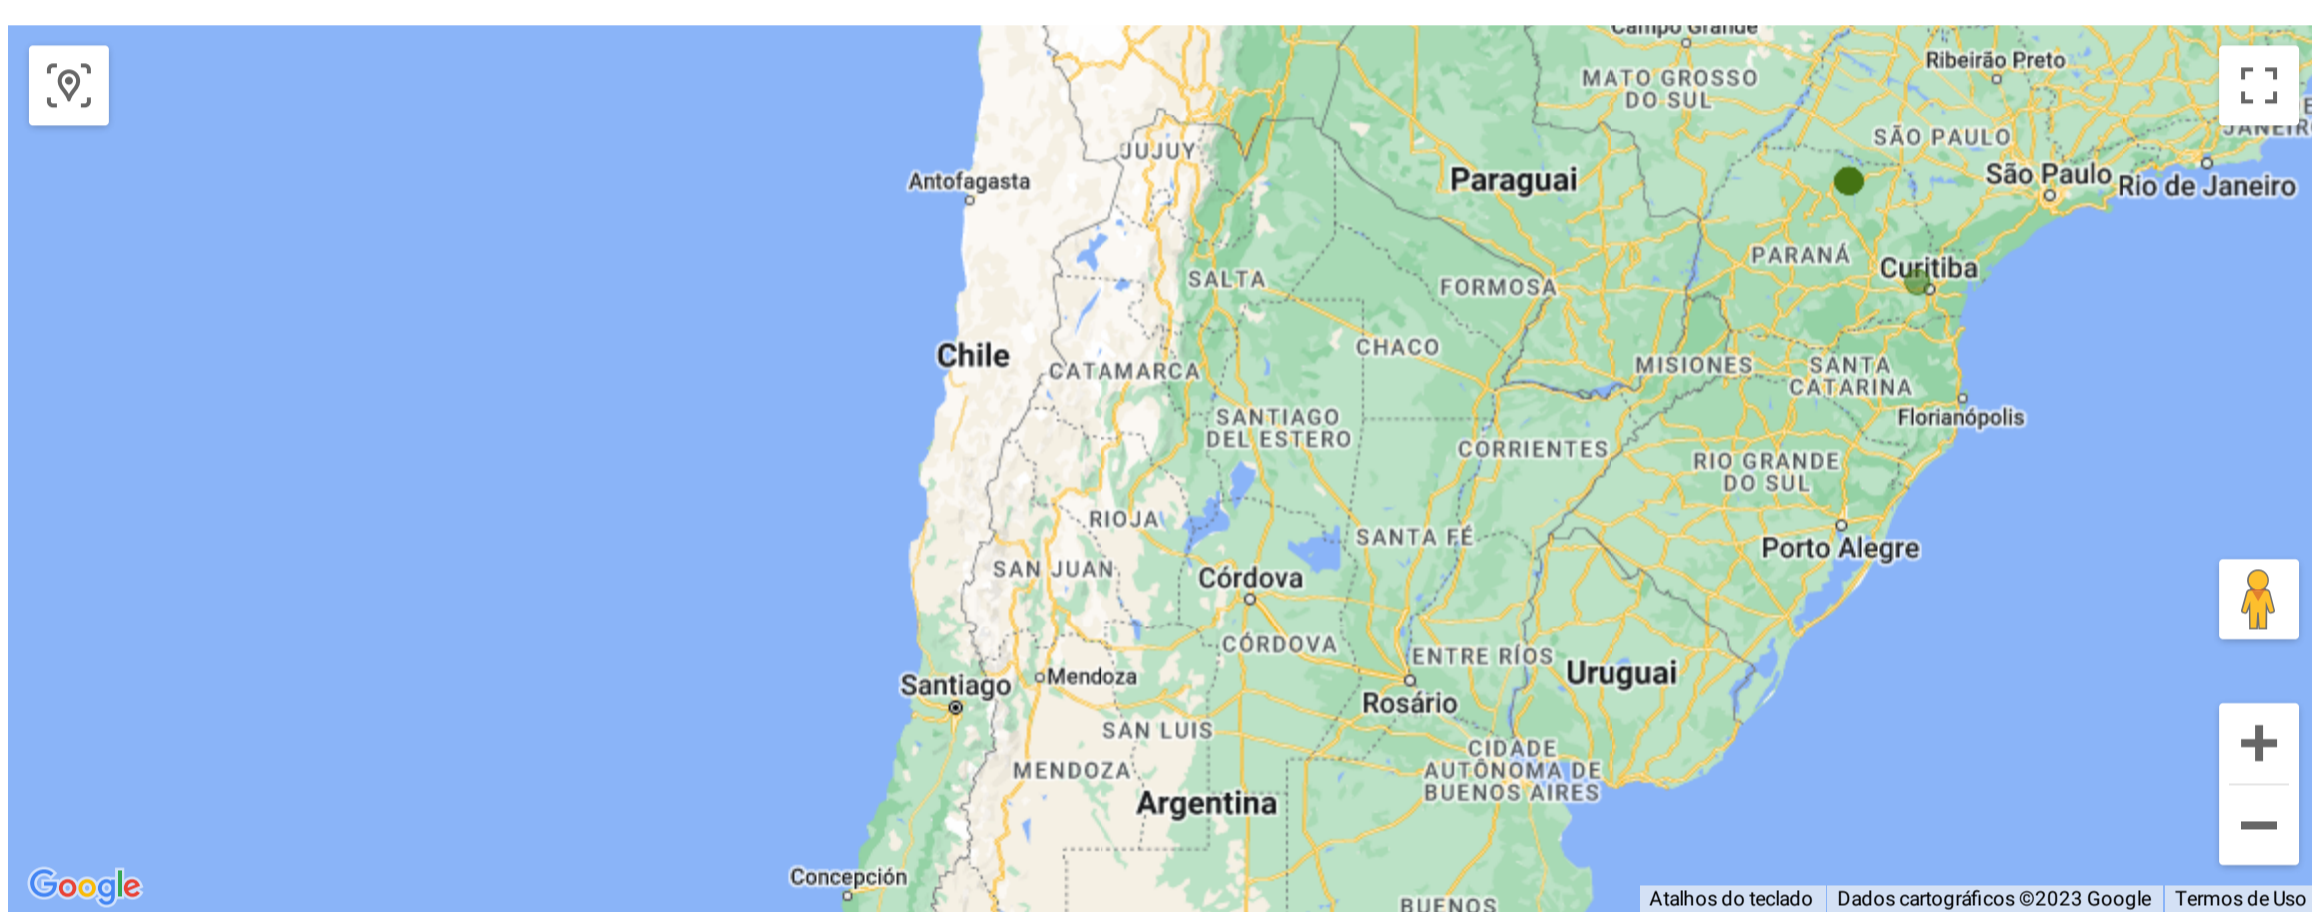 Campo Grande
Ribeirão Preto
MATO GROSSO
DO SUL
SÃO PAULO
JANEIR
JUJUY
Antofagasta
Paraguai
São Paulo
Rio de Janeiro
PARANÁ
Curitiba
SALTA
FORMOSA
Chile
CHACO
CATAMARCA
MISIONES
SANTA
CATARINA
SANTIAGO
DEL ESTERO
Florianópolis
CORRIENTES
RIO GRANDE
DO SUL
RIOJA
SANTA FÉ
Porto Alegre
SAN JUAN
Córdova
CÓRDOVA
ENTRE RÍOS
Uruguai
Santiago
Mendoza
Rosário
SAN LUIS
CIDADE
AUTÔNOMA DE
BUENOS AIRES
MENDOZA
Argentina
Concepción
Google
BUENOS
Atalhos do teclado
Dados cartográficos ©2023 Google
Termos de Uso